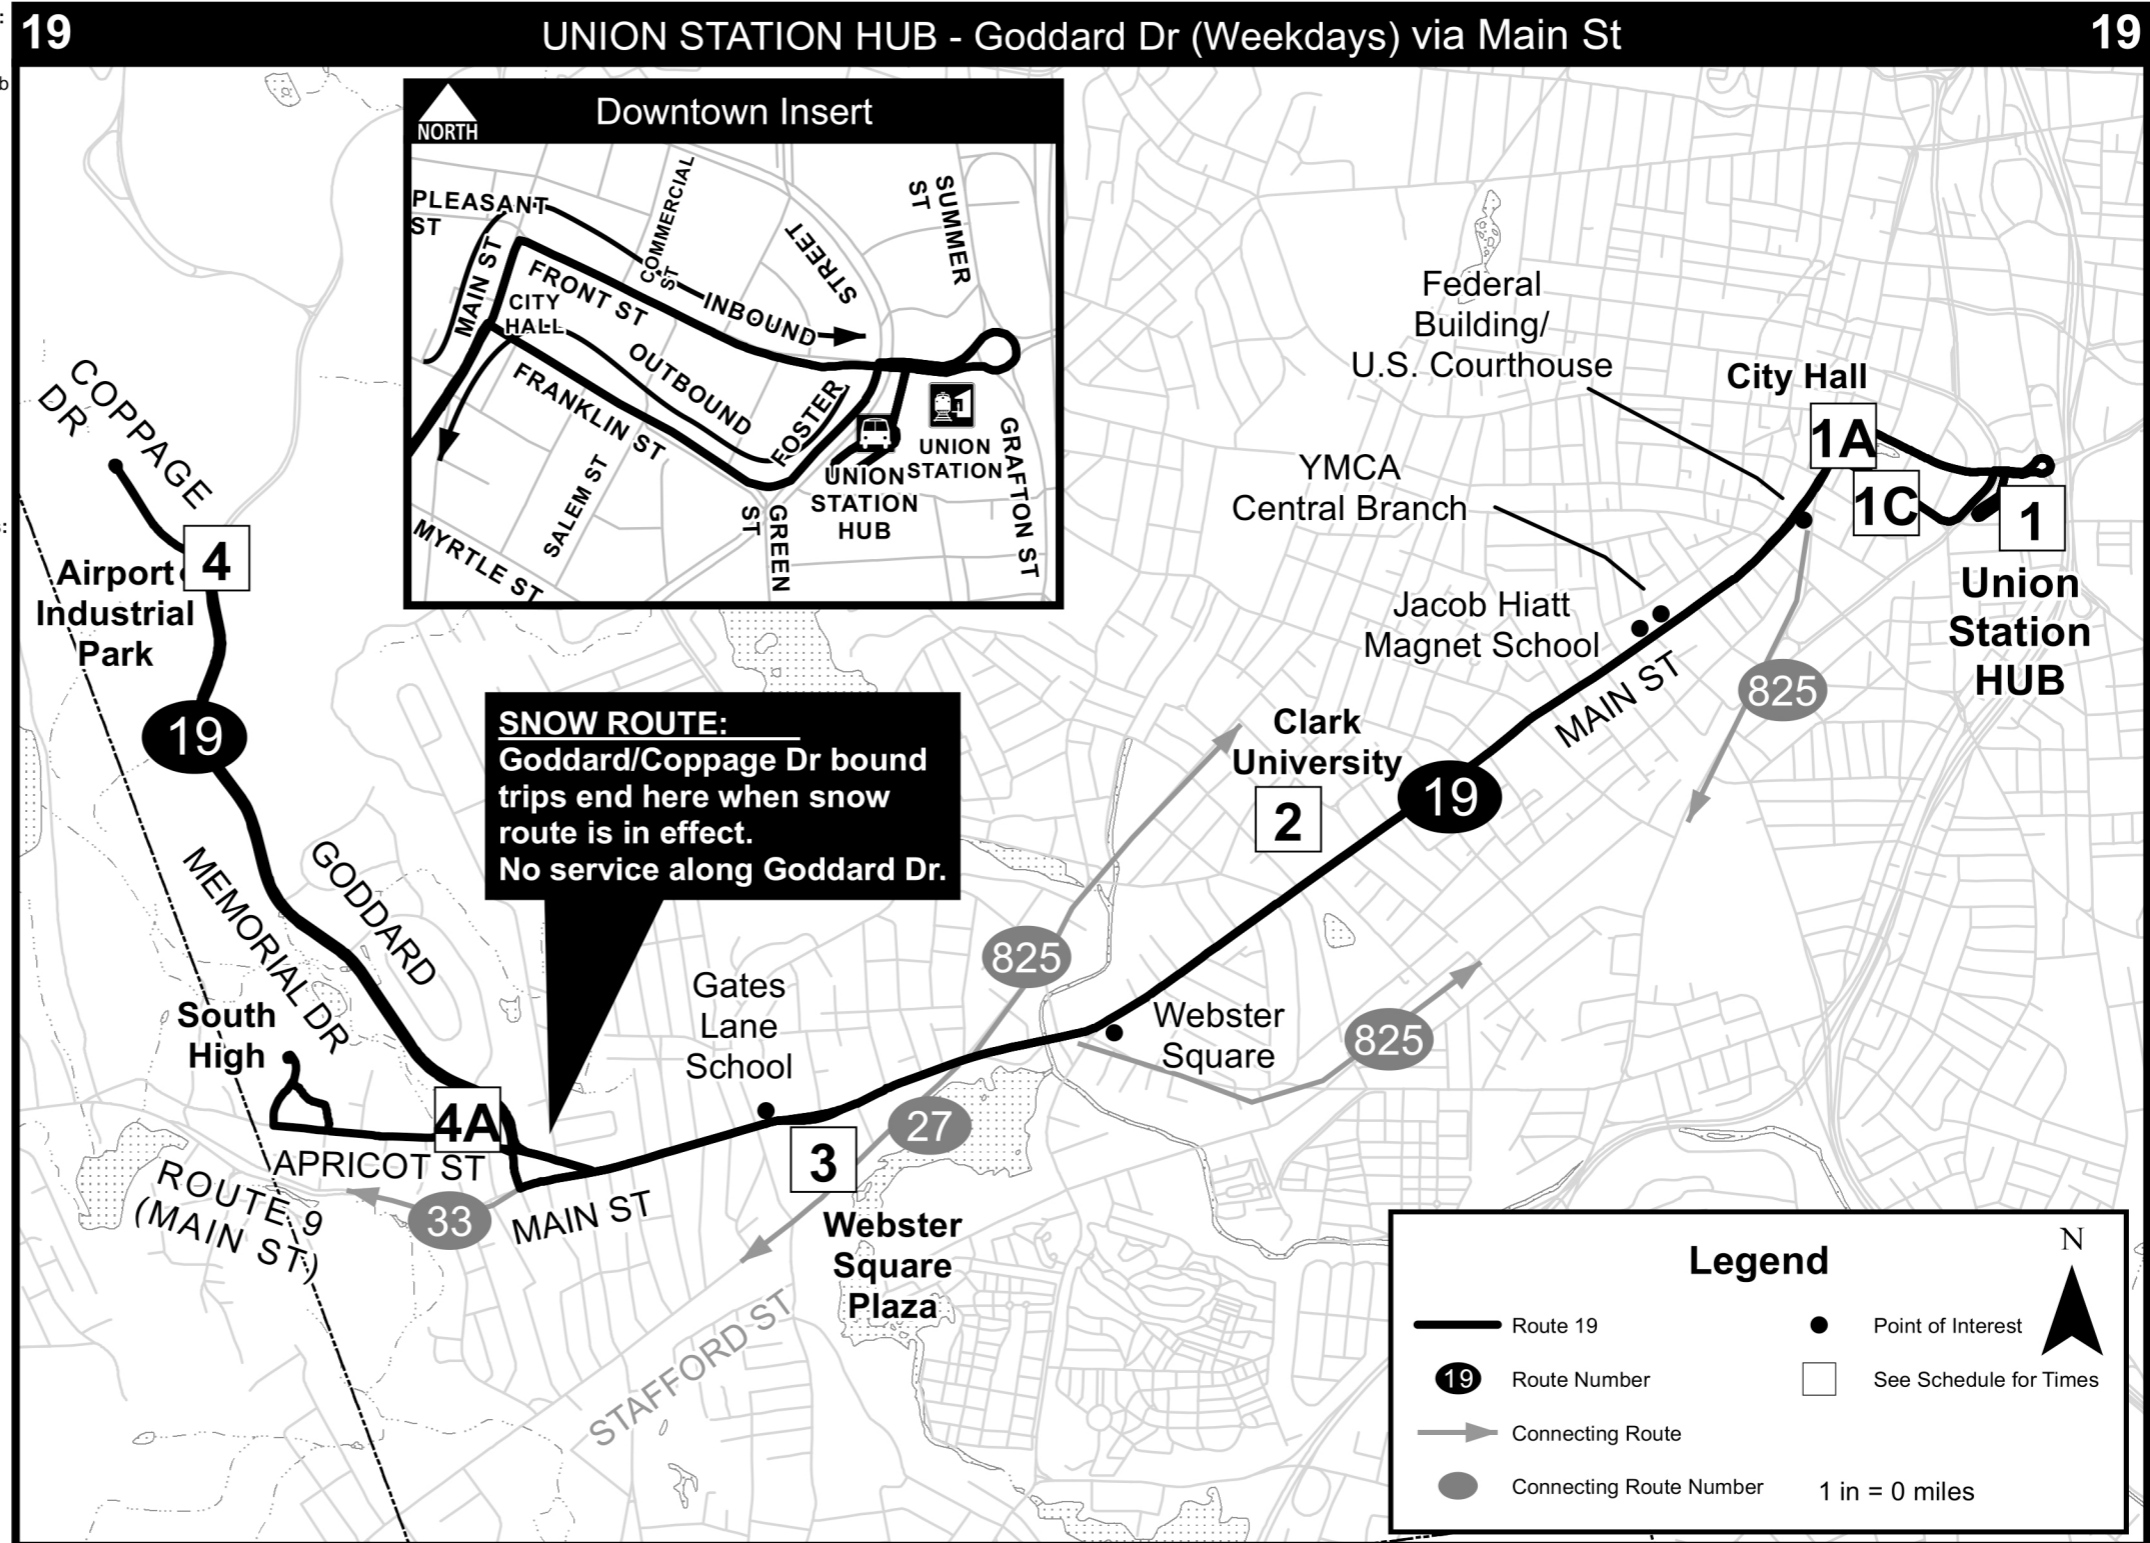 19
UNION STATION HUB - Goddard Dr (Weekdays) via Main St
19
b
NORTH
Downtown Insert
PLEASANT
ST
MAIN ST
COMMERCIAL
ST
STREET
SUMMER
ST
FRONT ST
INBOUND
CITY
HALL
OUTBOUND
FRANKLIN ST
FOSTER
UNION
STATION
HUB
UNION
STATION
GRAFTON ST
SALEM ST
GREEN
ST
MYRTLE ST
Federal
Building/
U.S. Courthouse
City Hall
1A
1C
1
Union
Station
HUB
YMCA
Central Branch
Jacob Hiatt
Magnet School
MAIN ST
825
COPPAGE
DR
4
Airport
Industrial
Park
19
SNOW ROUTE:
Goddard/Coppage Dr bound
trips end here when snow
route is in effect.
No service along Goddard Dr.
Clark
University
2
19
GODDARD
MEMORIAL DR
825
Webster
Square
825
South
High
Gates
Lane
School
4A
3
27
APRICOT ST
ROUTE 9
(MAIN ST)
33
MAIN ST
Webster
Square
Plaza
STAFFORD ST
Legend
N
Route 19
Point of Interest
19
Route Number
See Schedule for Times
Connecting Route
Connecting Route Number
1 in = 0 miles